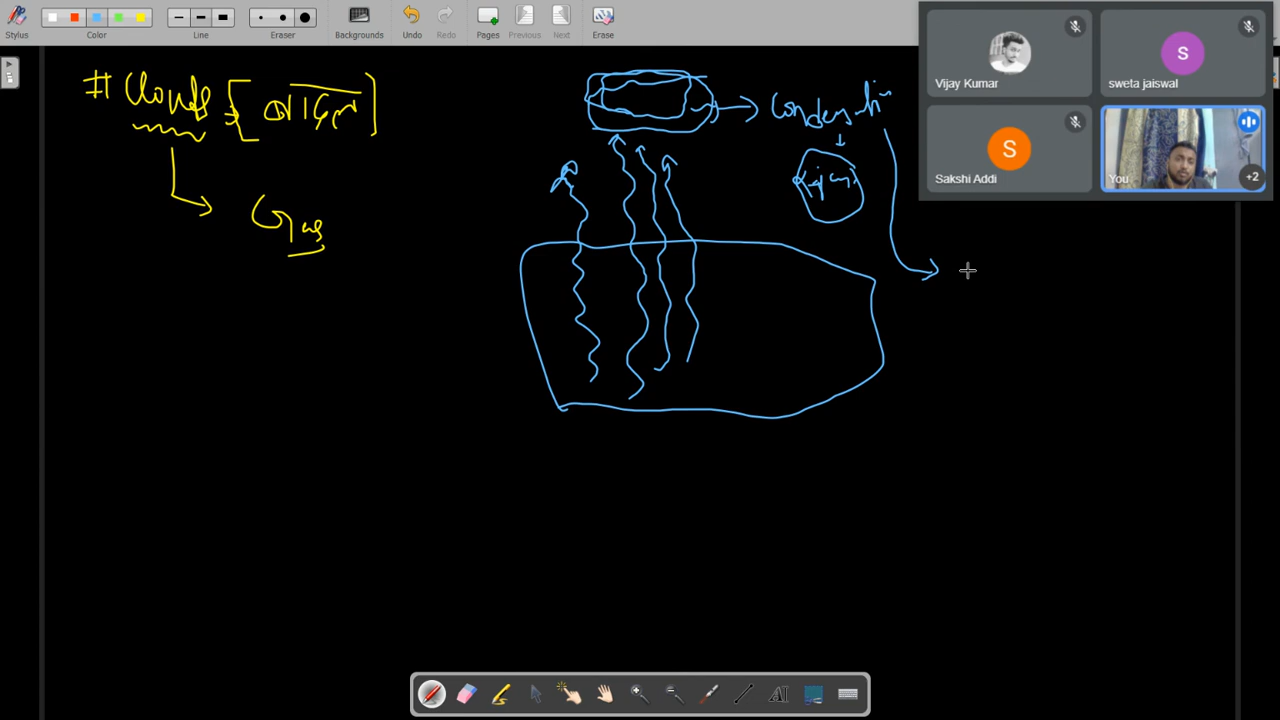 Stylus
Color
Line
Eraser
Backgrounds
Undo
Redo
Pages
Previous
Next
Erase
Vijay Kumar
sweta jaiswal
Sakshi Addi
You
+2
S
S
# Clouds
Gas
Condensation